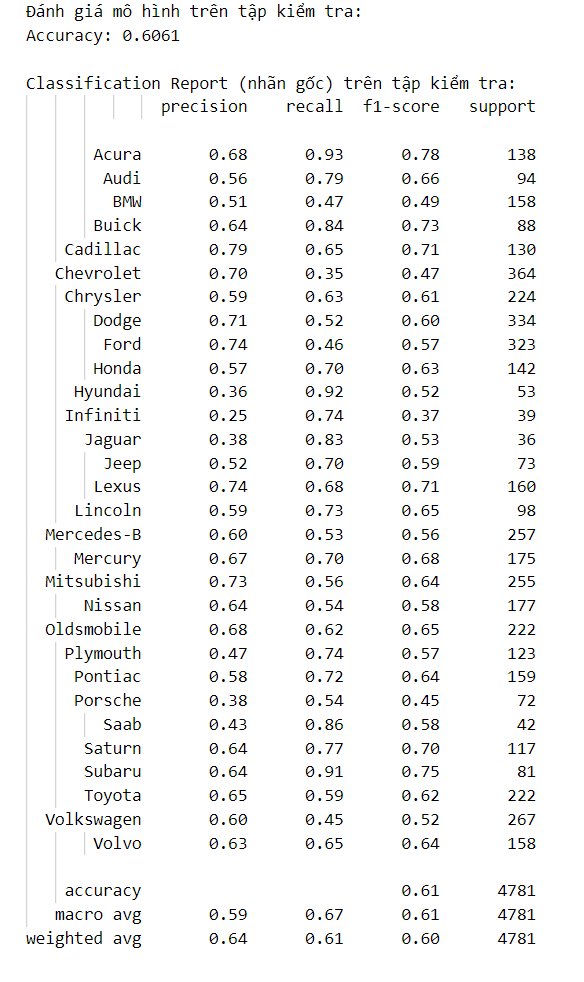 Đánh giá mô hình trên tập kiểm tra:
Accuracy: 0.6061
Classification Report (nhãn gốc) trên tập kiểm tra:
precision recall f1-score support
Acura 0.68 0.93 0.78 138
Audi 0.56 0.79 0.66 94
BMW 0.51 0.47 0.49 158
Buick 0.64 0.84 0.73 88
Cadillac 0.79 0.65 0.71 130
Chevrolet 0.70 0.35 0.47 364
Chrysler 0.59 0.63 0.61 224
Dodge 0.71 0.52 0.60 334
Ford 0.74 0.46 0.57 323
Honda 0.57 0.70 0.63 142
Hyundai 0.36 0.92 0.52 53
Infiniti 0.25 0.74 0.37 39
Jaguar 0.38 0.83 0.53 36
Jeep 0.52 0.70 0.59 73
Lexus 0.74 0.68 0.71 160
Lincoln 0.59 0.73 0.65 98
Mercedes-B 0.60 0.53 0.56 257
Mercury 0.67 0.70 0.68 175
Mitsubishi 0.73 0.56 0.64 255
Nissan 0.64 0.54 0.58 177
Oldsmobile 0.68 0.62 0.65 222
Plymouth 0.47 0.74 0.57 123
Pontiac 0.58 0.72 0.64 159
Porsche 0.38 0.54 0.45 72
Saab 0.43 0.86 0.58 42
Saturn 0.64 0.77 0.70 117
Subaru 0.64 0.91 0.75 81
Toyota 0.65 0.59 0.62 222
Volkswagen 0.60 0.45 0.52 267
Volvo 0.63 0.65 0.64 158
accuracy 0.61 4781
macro avg 0.59 0.67 0.61 4781
weighted avg 0.64 0.61 0.60 4781